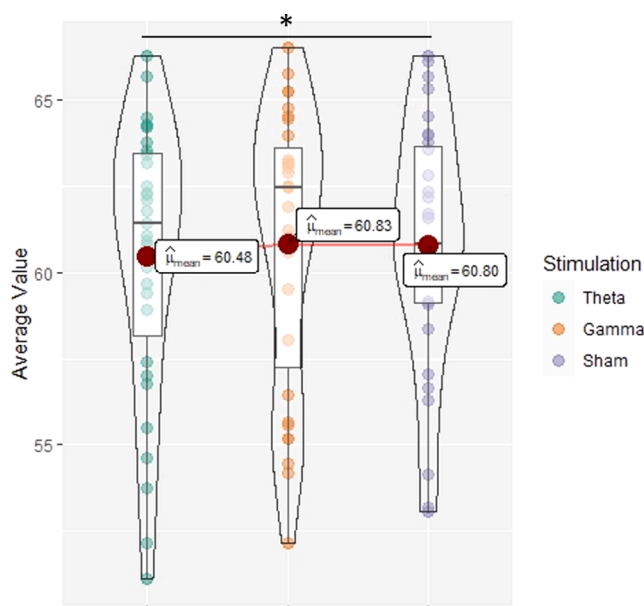 *
65
60
55
Average Value
μ̂mean = 60.48
μ̂mean = 60.83
μ̂mean = 60.80
Stimulation
Theta
Gamma
Sham